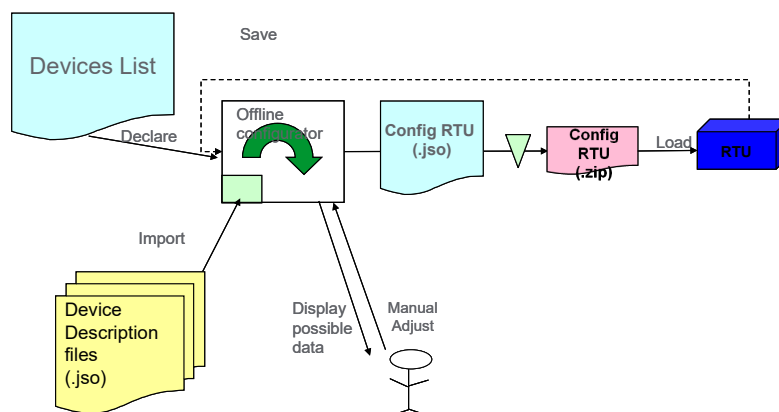 Save
Devices List
Declare
Offline
configurator
Config RTU
(.jso)
Config
RTU
(.zip)
Load
RTU
Import
Device
Description
files
(.jso)
Display
possible
data
Manual
Adjust